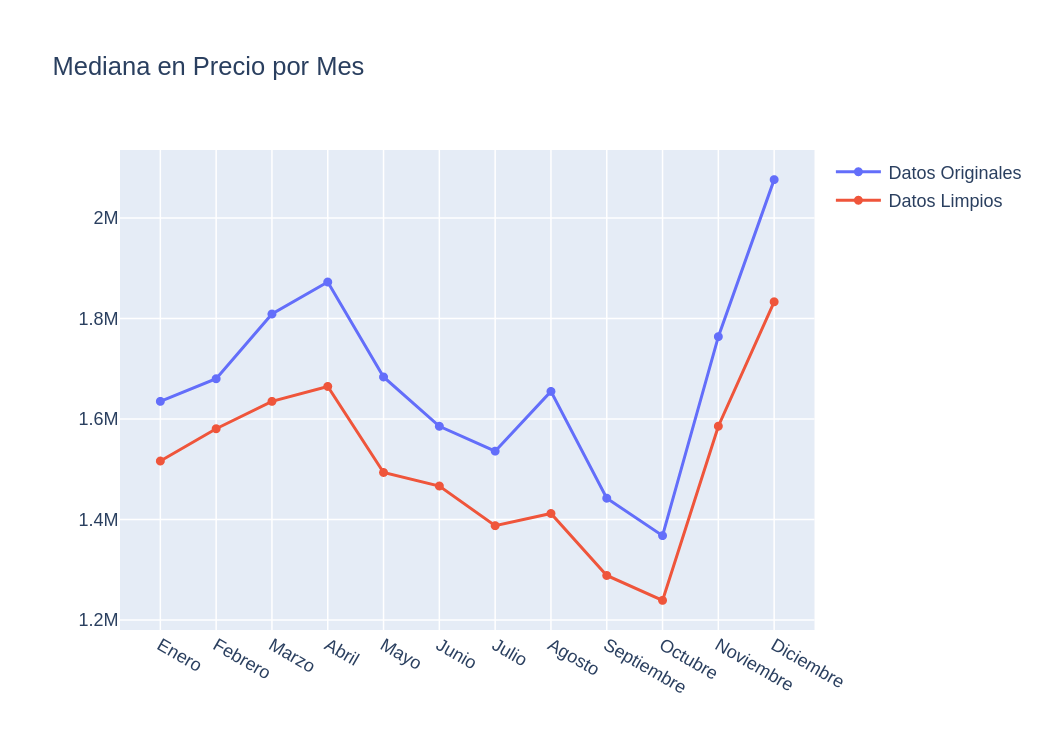 Mediana en Precio por Mes
Datos Originales
Datos Limpios
2M
1.8M
1.6M
1.4M
1.2M
Enero
Febrero
Marzo
Abril
Mayo
Junio
Julio
Agosto
Septiembre
Octubre
Noviembre
Diciembre